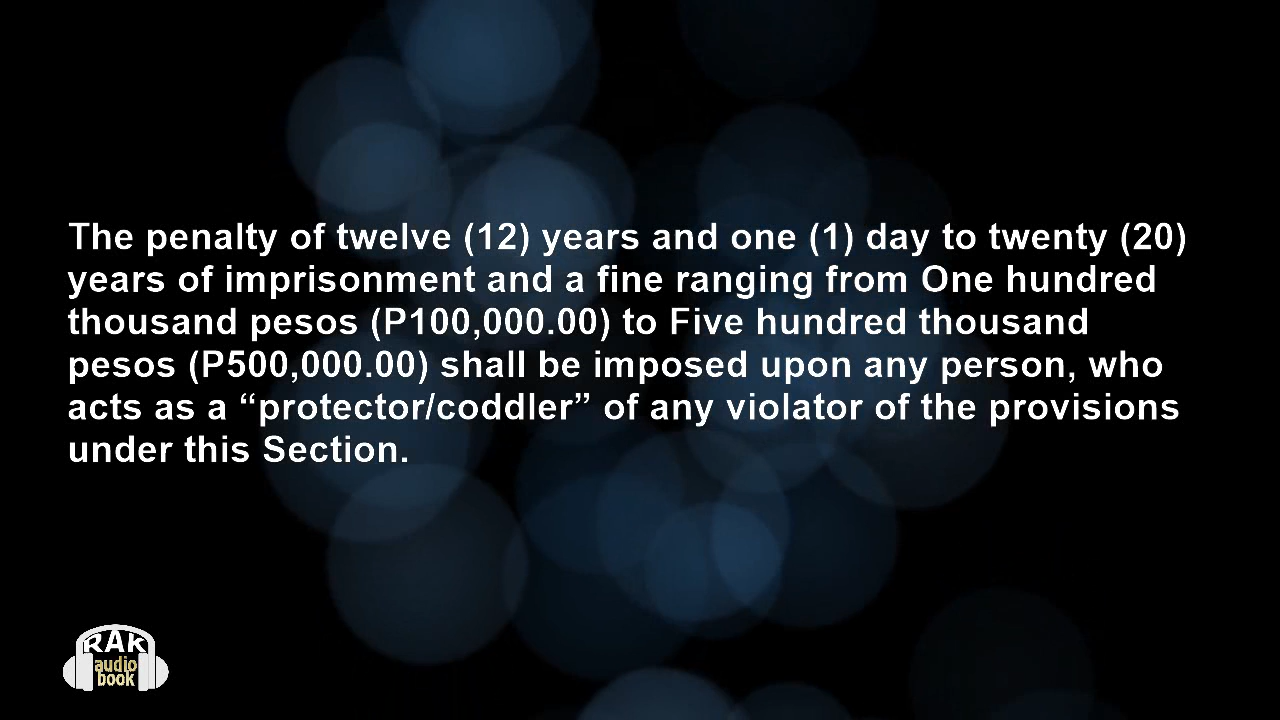 The penalty of twelve (12) years and one (1) day to twenty (20)
years of imprisonment and a fine ranging from One hundred
thousand pesos (P100,000.00) to Five hundred thousand
pesos (P500,000.00) shall be imposed upon any person, who
acts as a “protector/coddler” of any violator of the provisions
under this Section.
RAK
audio
book